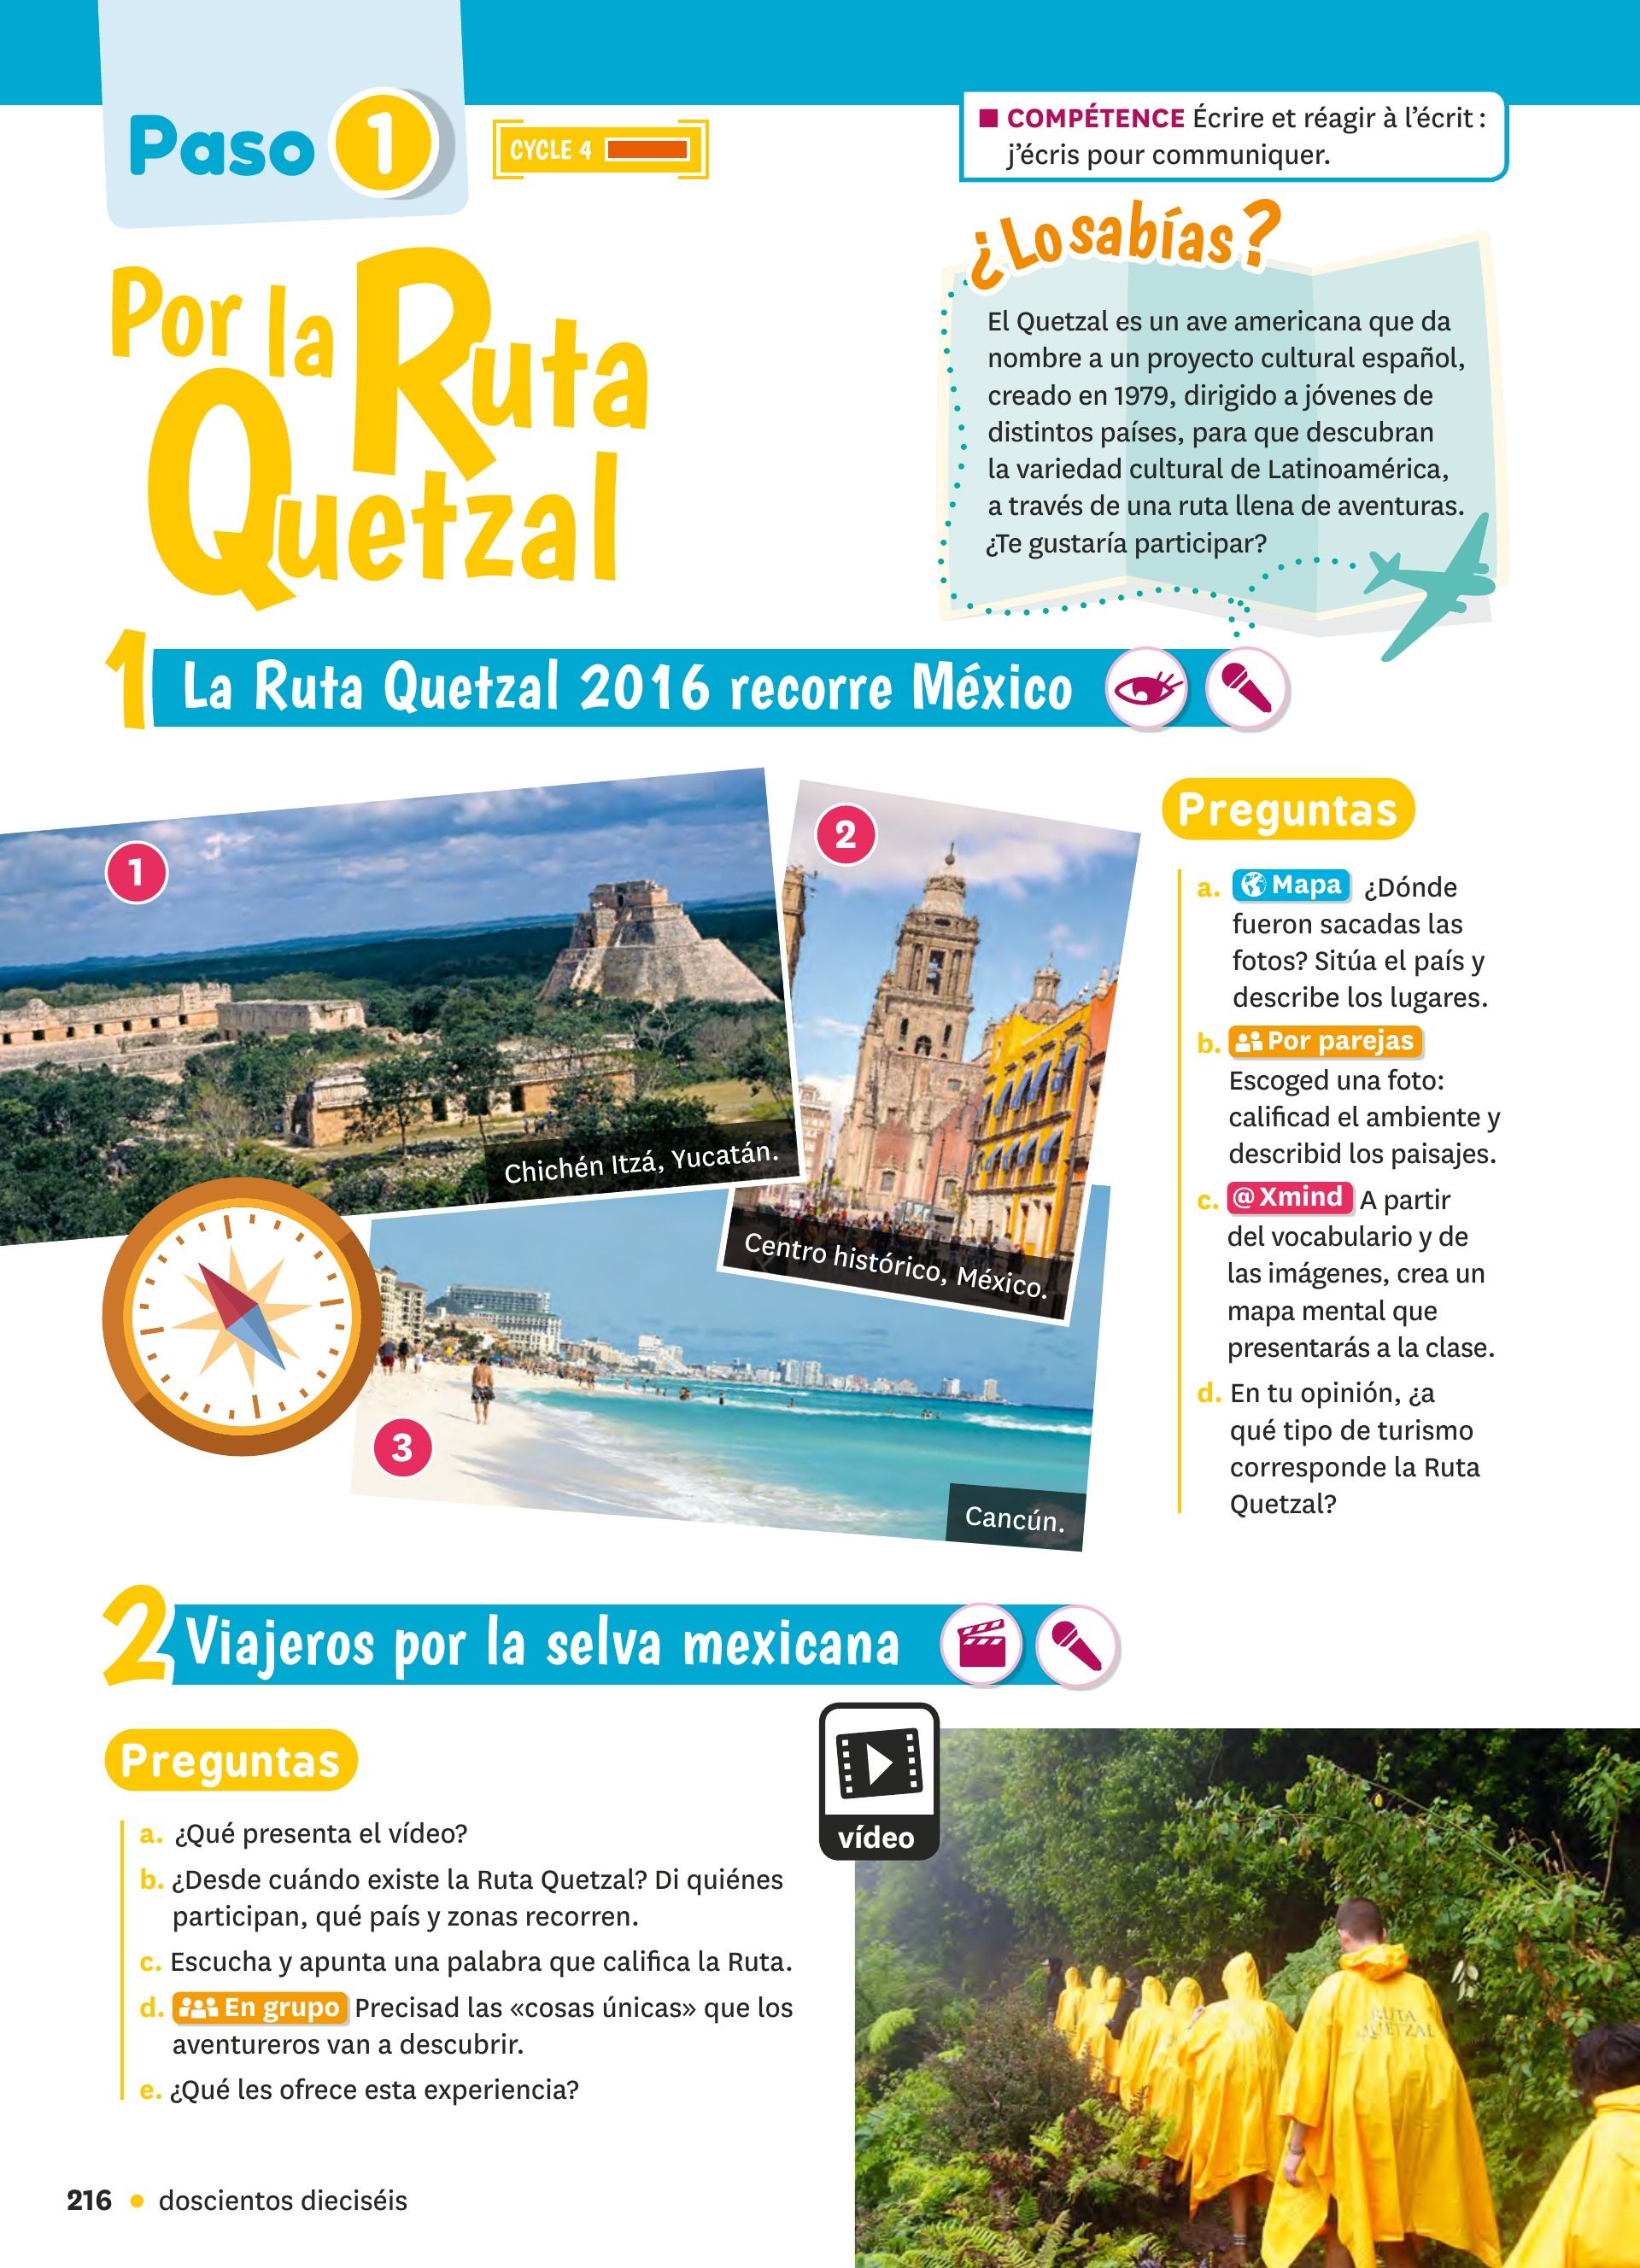 Paso 1
CYCLE 4
■ COMPÉTENCE Écrire et réagir à l'écrit :
j'écris pour communiquer.
Por la Ruta
Quetzal
¿Lo sabías?
El Quetzal es un ave americana que da
nombre a un proyecto cultural español,
creado en 1979, dirigido a jóvenes de
distintos países, para que descubran
la variedad cultural de Latinoamérica,
a través de una ruta llena de aventuras.
¿Te gustaría participar?
1 La Ruta Quetzal 2016 recorre México
1
Chichén Itzá, Yucatán.
2
Centro histórico, México.
3
Cancún.
Preguntas
a. Mapa ¿Dónde
fueron sacadas las
fotos? Sitúa el país y
describe los lugares.
b. Por parejas
Escoged una foto:
calificad el ambiente y
describid los paisajes.
c. @ Xmind A partir
del vocabulario y de
las imágenes, crea un
mapa mental que
presentarás a la clase.
d. En tu opinión, ¿a
qué tipo de turismo
corresponde la Ruta
Quetzal?
2 Viajeros por la selva mexicana
Preguntas
a. ¿Qué presenta el vídeo?
b. ¿Desde cuándo existe la Ruta Quetzal? Di quiénes
participan, qué país y zonas recorren.
c. Escucha y apunta una palabra que califica la Ruta.
d. En grupo Precisad las «cosas únicas» que los
aventureros van a descubrir.
e. ¿Qué les ofrece esta experiencia?
vídeo
RUTA
QUETZAL
216 • doscientos dieciséis